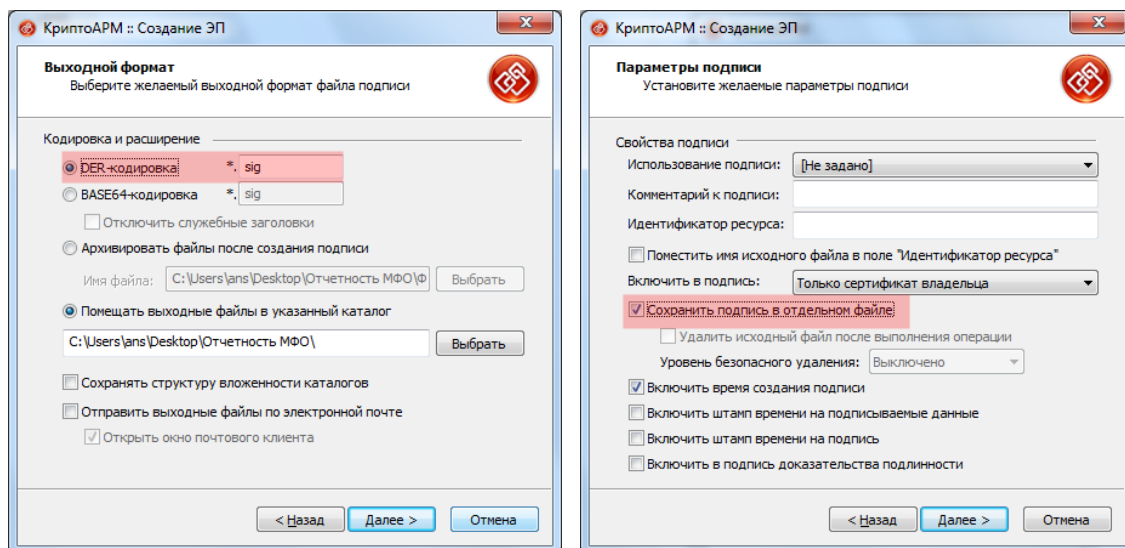 КриптоАРМ :: Создание ЭП
Выходной формат
Выберите желаемый выходной формат файла подписи
Кодировка и расширение
DER-кодировка *. sig
BASE64-кодировка *. sig
Отключить служебные заголовки
Архивировать файлы после создания подписи
Имя файла: C:\Users\ans\Desktop\Отчетность МФО\Ф Выбрать
Помещать выходные файлы в указанный каталог
C:\Users\ans\Desktop\Отчетность МФО\ Выбрать
Сохранять структуру вложенности каталогов
Отправить выходные файлы по электронной почте
Открыть окно почтового клиента
< Назад Далее > Отмена
КриптоАРМ :: Создание ЭП
Параметры подписи
Установите желаемые параметры подписи
Свойства подписи
Использование подписи: [Не задано]
Комментарий к подписи:
Идентификатор ресурса:
Поместить имя исходного файла в поле "Идентификатор ресурса"
Включить в подпись: Только сертификат владельца
Сохранить подпись в отдельном файле
Удалить исходный файл после выполнения операции
Уровень безопасного удаления: Выключено
Включить время создания подписи
Включить штамп времени на подписываемые данные
Включить штамп времени на подпись
Включить в подпись доказательства подлинности
< Назад Далее > Отмена